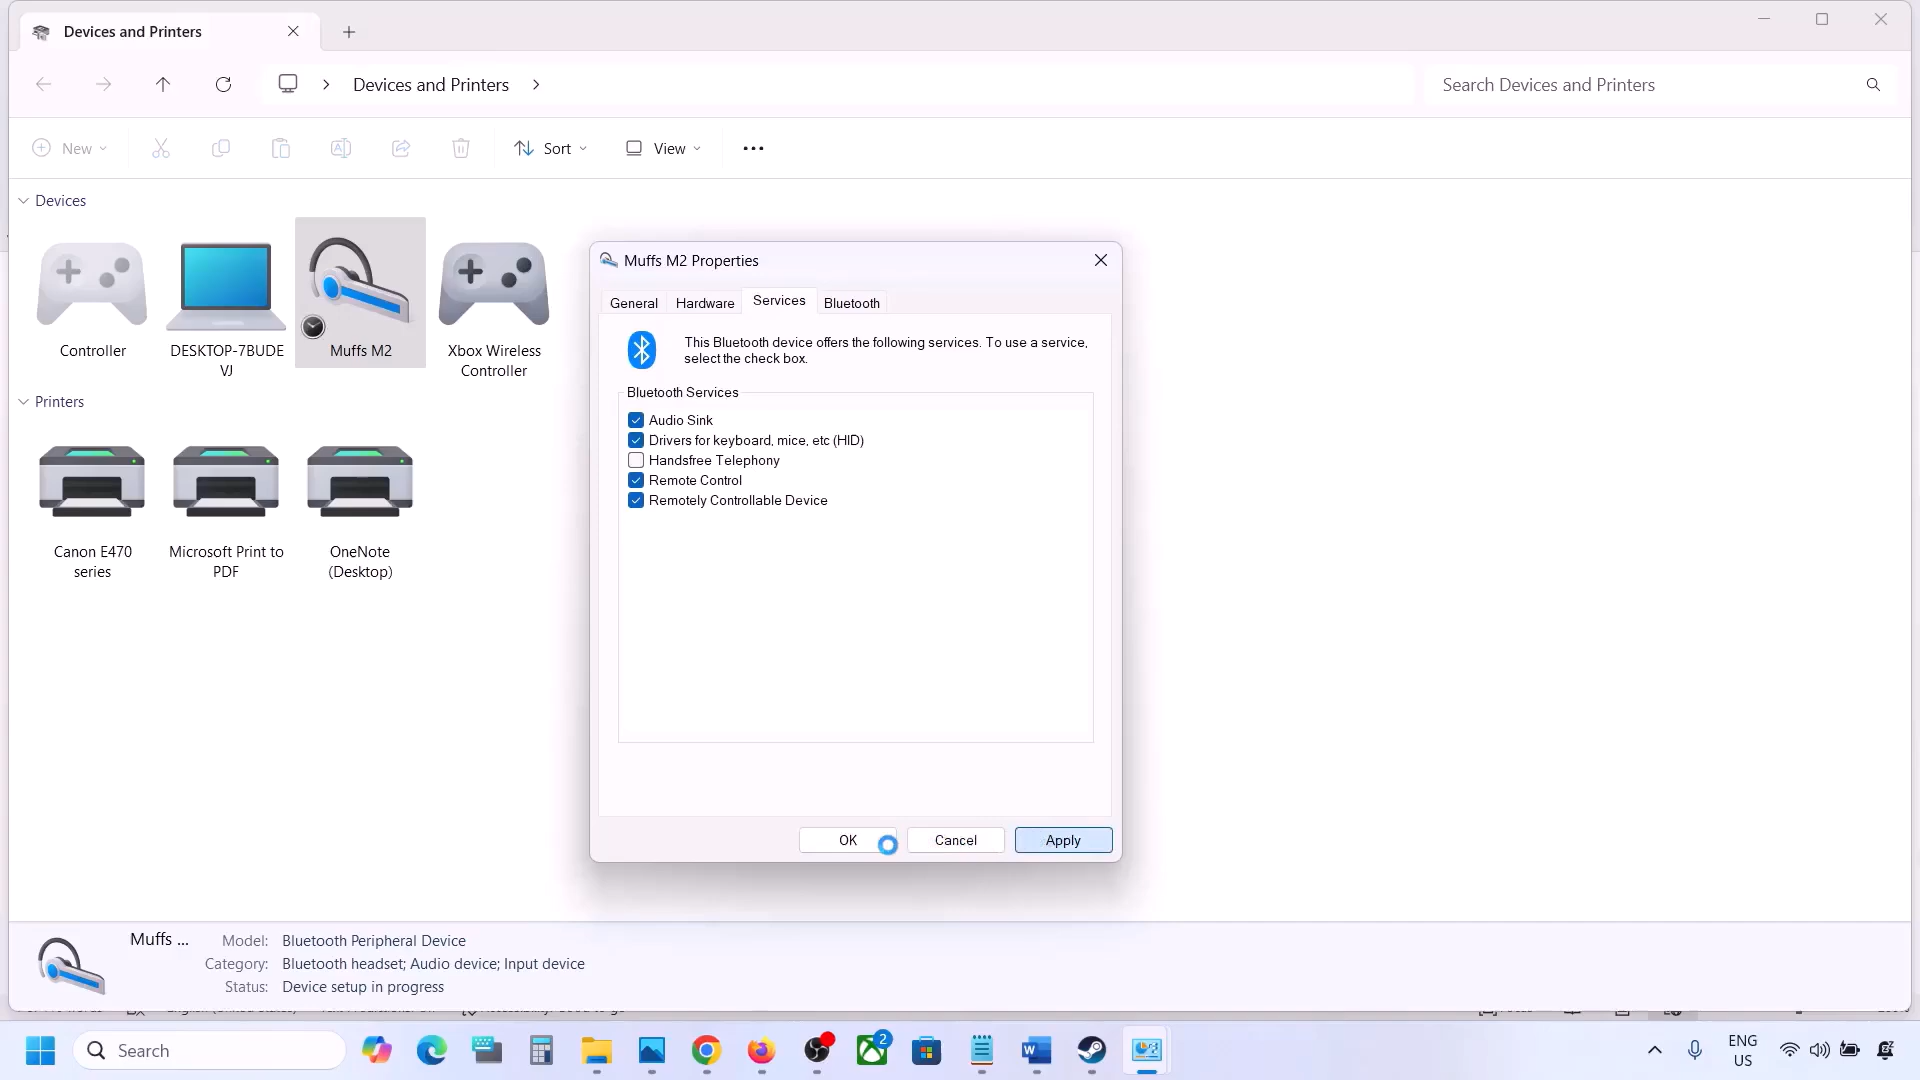 Devices and Printers
Devices and Printers
Search Devices and Printers
New
Sort
View
Devices
Controller
DESKTOP-7BUDE
VJ
Muffs M2
Xbox Wireless
Controller
Printers
Canon E470
series
Microsoft Print to
PDF
OneNote
(Desktop)
Muffs M2 Properties
General
Hardware
Services
Bluetooth
This Bluetooth device offers the following services. To use a service,
select the check box.
Bluetooth Services
Audio Sink
Drivers for keyboard, mice, etc (HID)
Handsfree Telephony
Remote Control
Remotely Controllable Device
OK
Cancel
Apply
Muffs ...
Model: Bluetooth Peripheral Device
Category: Bluetooth headset; Audio device; Input device
Status: Device setup in progress
Search
2
ENG
US